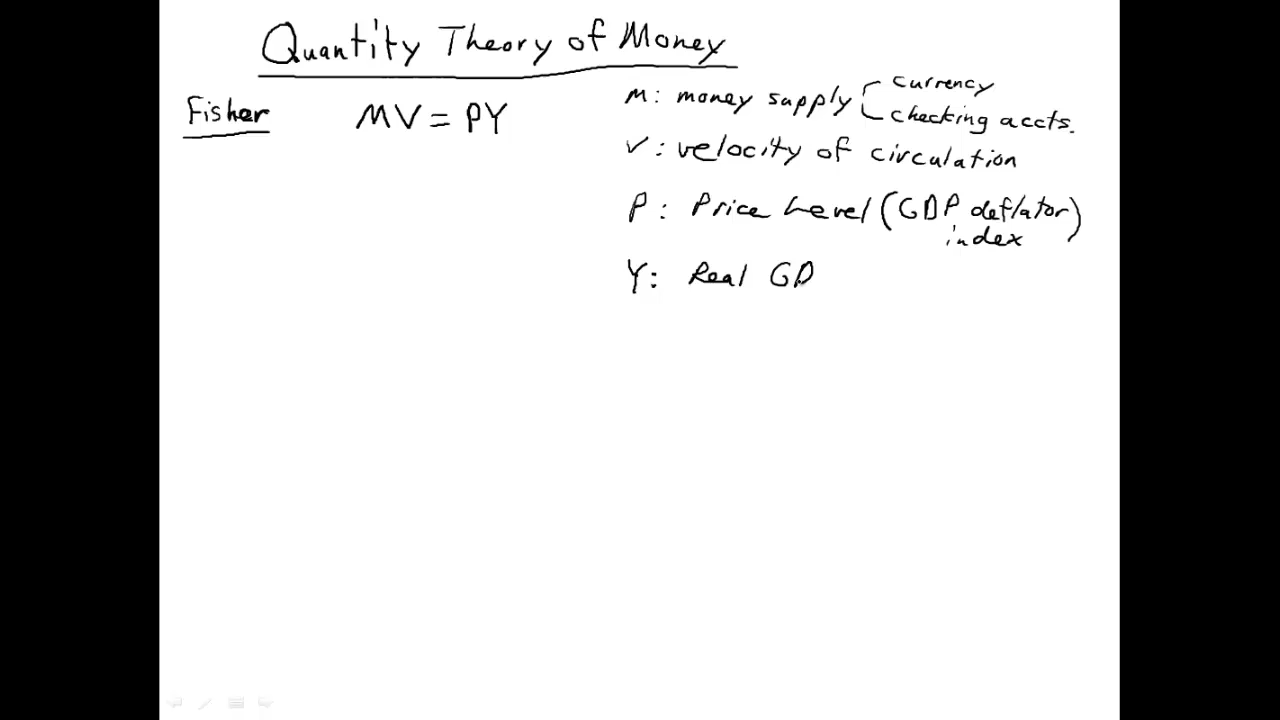 Quantity Theory of Money
Fisher MV = PY
M: money supply currency
checking accts.
V: velocity of circulation
P: Price Level (GDP deflator)
index
Y: Real GD